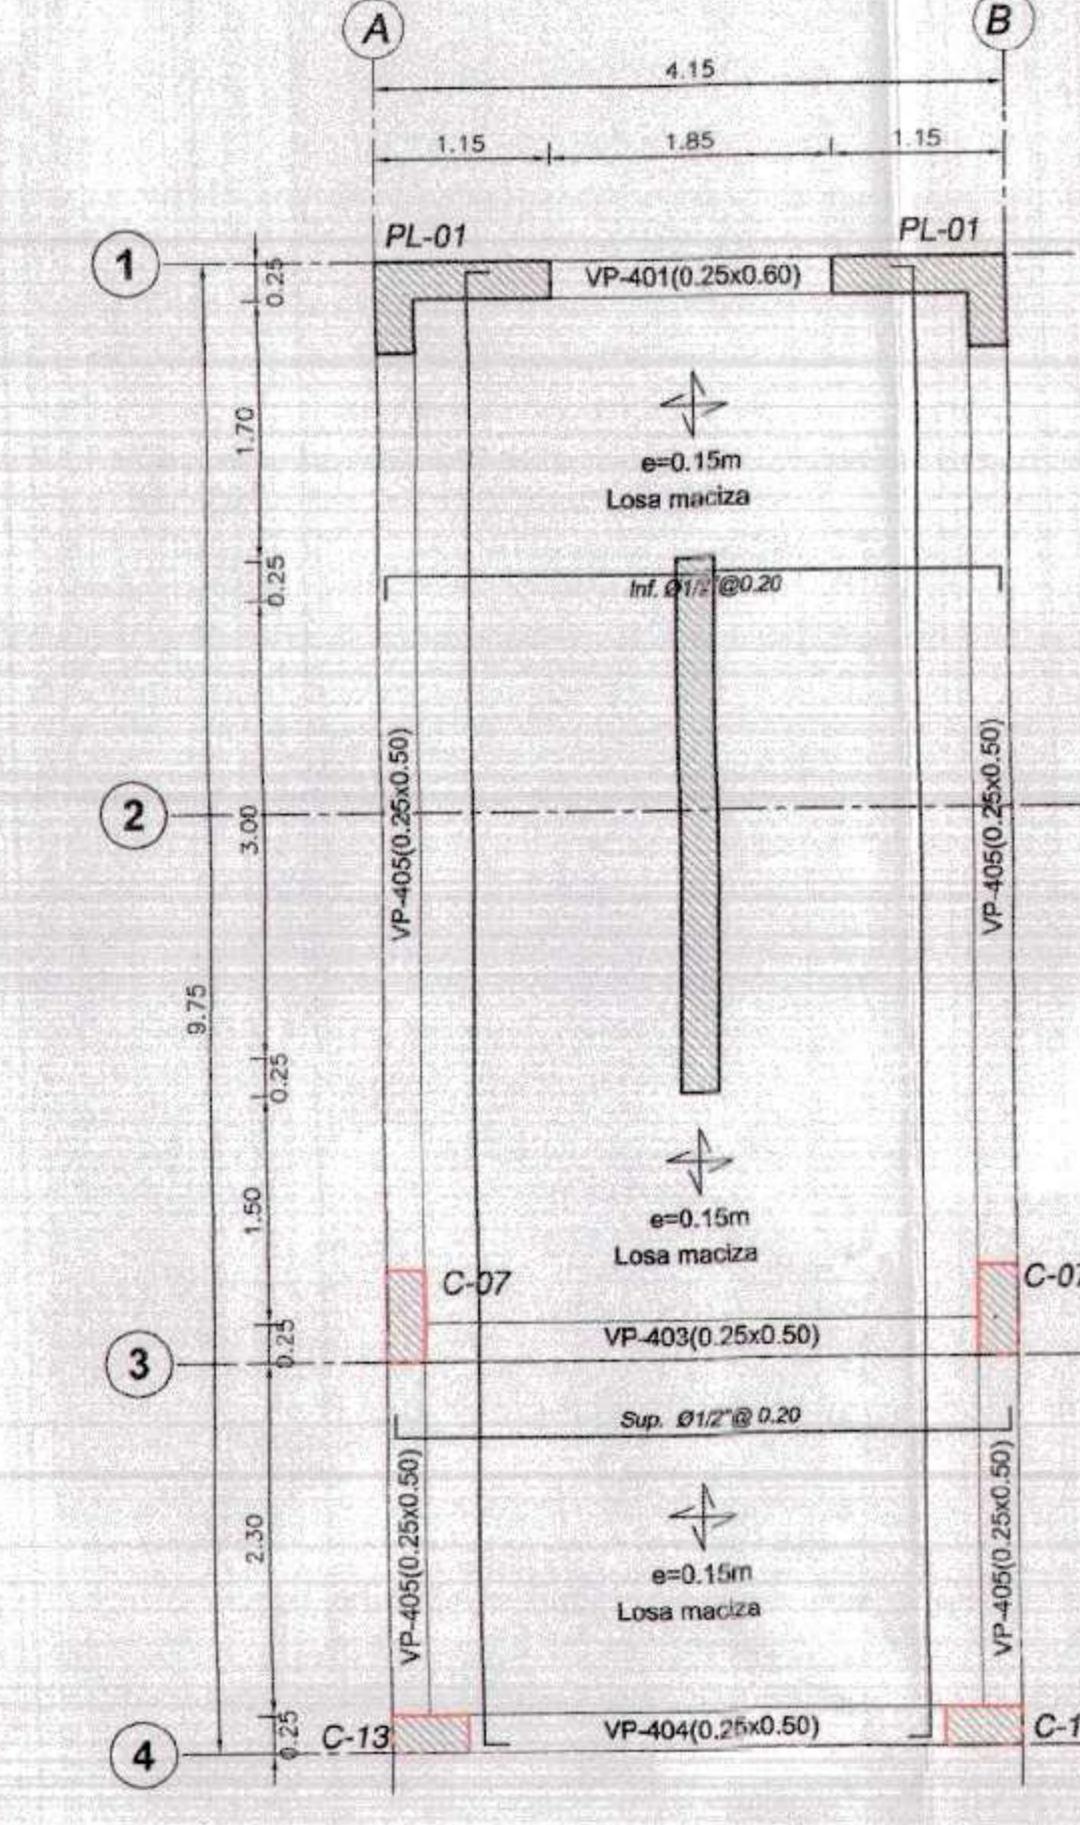 A
B
4.15
1.15
1.85
1.15
PL-01
PL-01
1
0.25
VP-401(0.25x0.60)
1.70
e=0.15m
Losa maciza
0.25
Inf. Ø1/2"@0.20
VP-405(0.25x0.50)
VP-405(0.25x0.50)
2
3.00
9.75
0.25
1.50
e=0.15m
Losa maciza
C-07
C-07
0.25
VP-403(0.25x0.50)
3
Sup. Ø1/2"@ 0.20
VP-405(0.25x0.50)
VP-405(0.25x0.50)
2.30
e=0.15m
Losa maciza
0.25
C-13
VP-404(0.25x0.50)
C-1
4